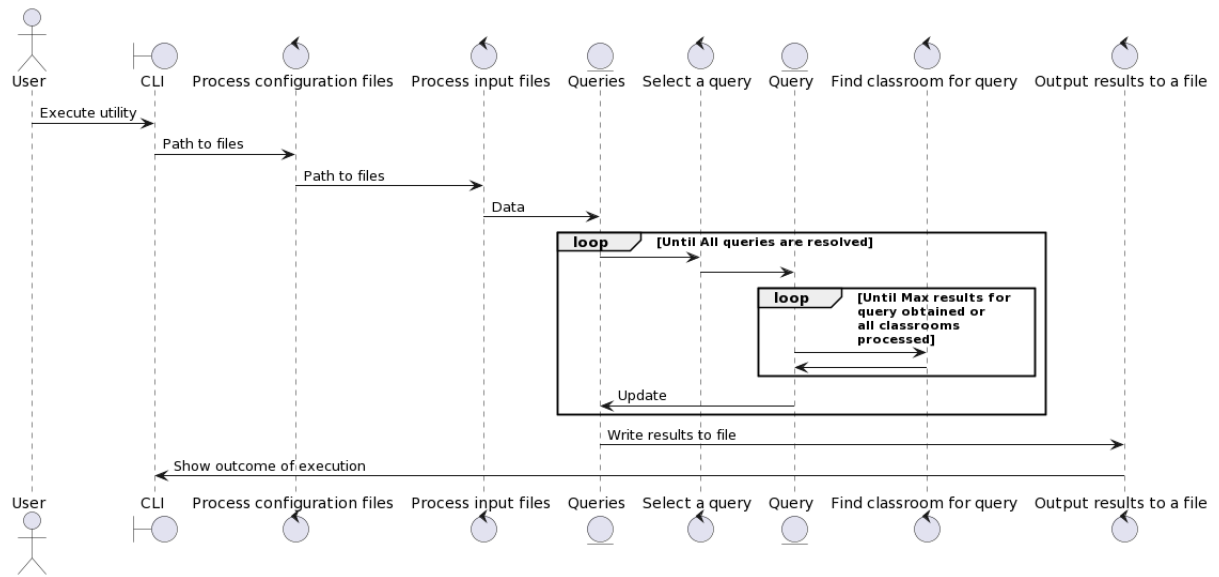 User
CLI
Process configuration files
Process input files
Queries
Select a query
Query
Find classroom for query
Output results to a file
Execute utility
Path to files
Path to files
Data
loop
[Until All queries are resolved]
loop
[Until Max results for
query obtained or
all classrooms
processed]
Update
Write results to file
Show outcome of execution
User
CLI
Process configuration files
Process input files
Queries
Select a query
Query
Find classroom for query
Output results to a file